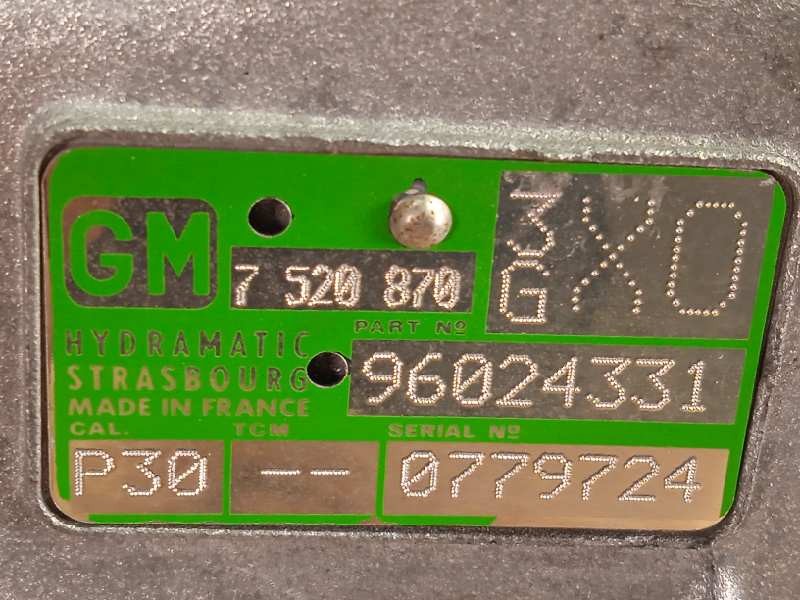 GM
7 520 870
3
G
XO
PART Nº
HYDRAMATIC
STRASBOURG
96024331
MADE IN FRANCE
CAL.
TCM
SERIAL Nº
P30
--
0779724